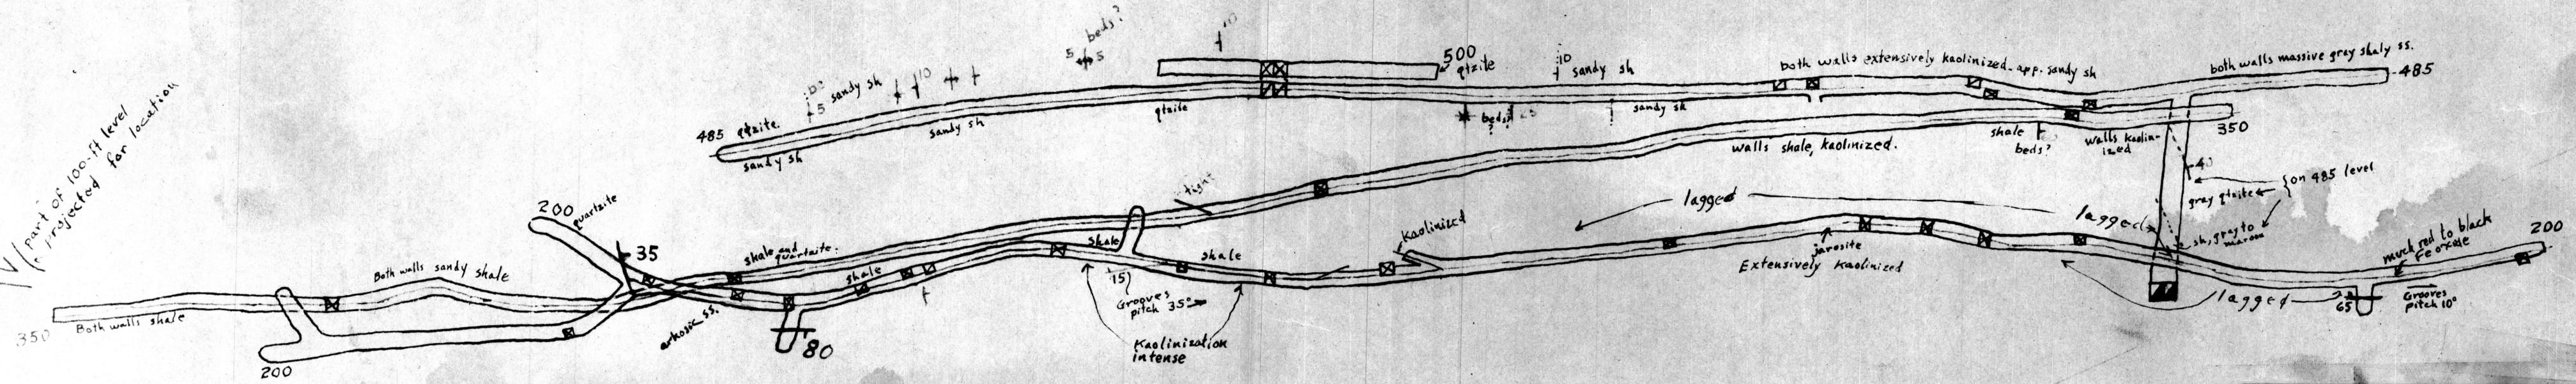 part of 100-ft level
projected for location
350
Both walls shale
Both walls sandy shale
200
200
quartzite
35
shale and
quartzite.
arkosic ss.
80
shale
485
qtzite.
sandy sh
sandy sh
sandy sh
10
5
5
beds?
10
500
qtzite
qtzite
10
sandy sh
beds?
sandy sh
both walls extensively kaolinized - app. sandy sh
both walls massive gray shaly ss.
485
350
shale
beds?
walls kaolin-
ized
walls shale, kaolinized.
tight
shale
15
Grooves
pitch 35°
shale
Kaolinization
intense
Kaolinized
lagged
jarosite
Extensively Kaolinized
lagged
40
gray qtzite
on 485 level
sh, gray to
maroon
lagged
65
much red to black
Fe oxide
Grooves
pitch 10°
200